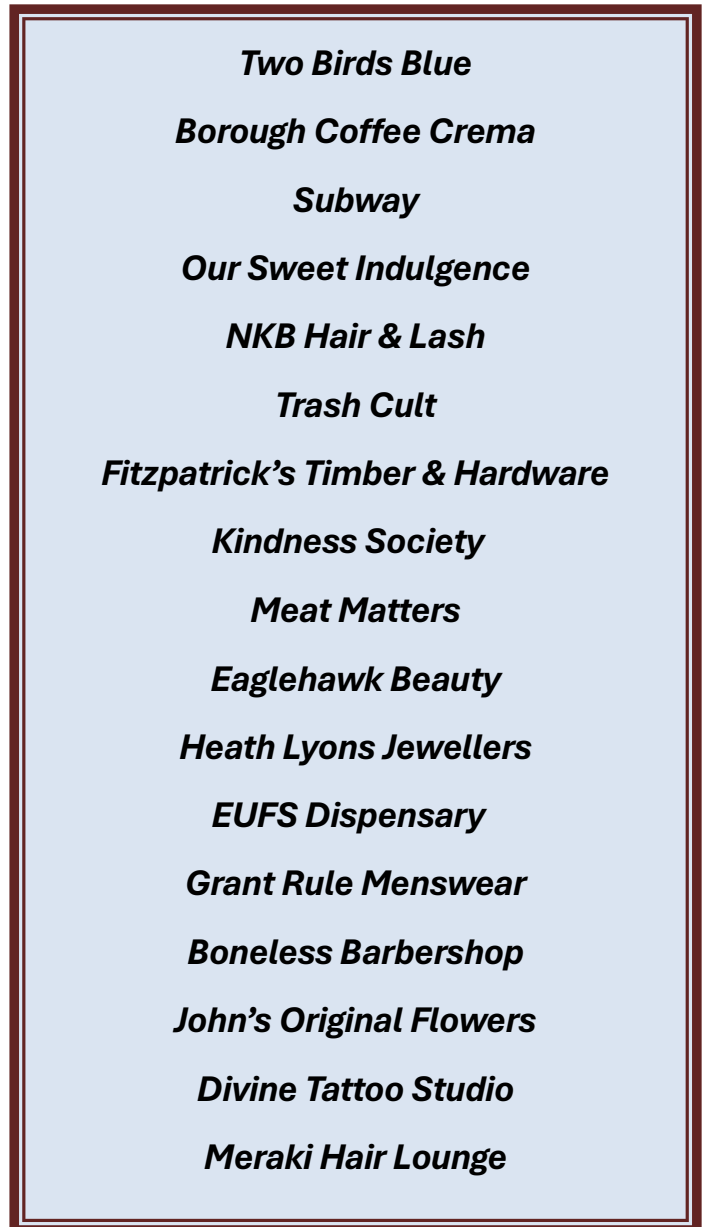 Two Birds Blue
Borough Coffee Crema
Subway
Our Sweet Indulgence
NKB Hair & Lash
Trash Cult
Fitzpatrick’s Timber & Hardware
Kindness Society
Meat Matters
Eaglehawk Beauty
Heath Lyons Jewellers
EUFS Dispensary
Grant Rule Menswear
Boneless Barbershop
John’s Original Flowers
Divine Tattoo Studio
Meraki Hair Lounge